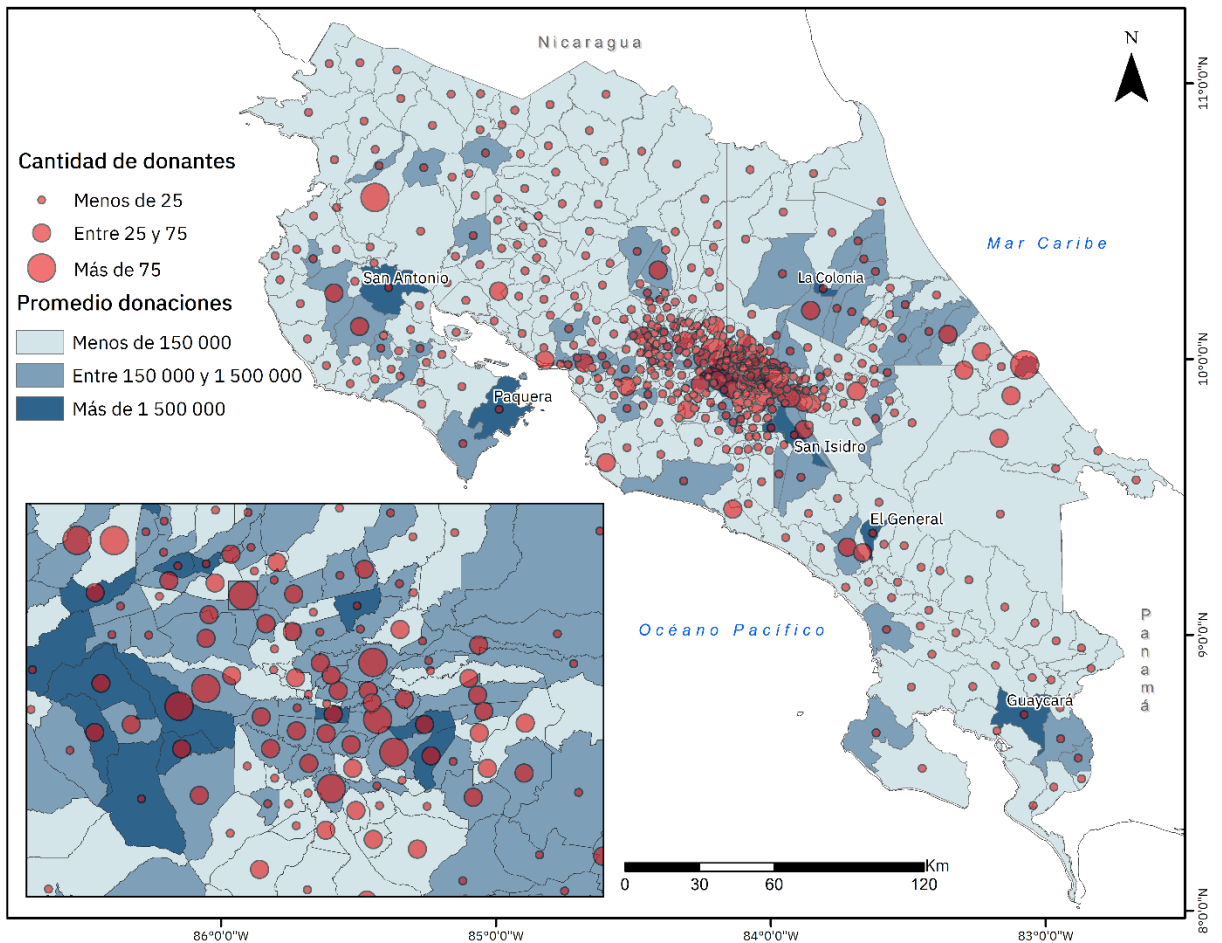 Nicaragua
N
11°0'0"N
Cantidad de donantes
Menos de 25
Entre 25 y 75
Más de 75
Promedio donaciones
Menos de 150 000
Entre 150 000 y 1 500 000
Más de 1 500 000
Mar Caribe
San Antonio
La Colonia
10°0'0"N
Paquera
San Isidro
El General
Océano Pacífico
Panamá
9°0'0"N
Guaycará
Km
0 30 60 120
8°0'0"N
86°0'0"W 85°0'0"W 84°0'0"W 83°0'0"W